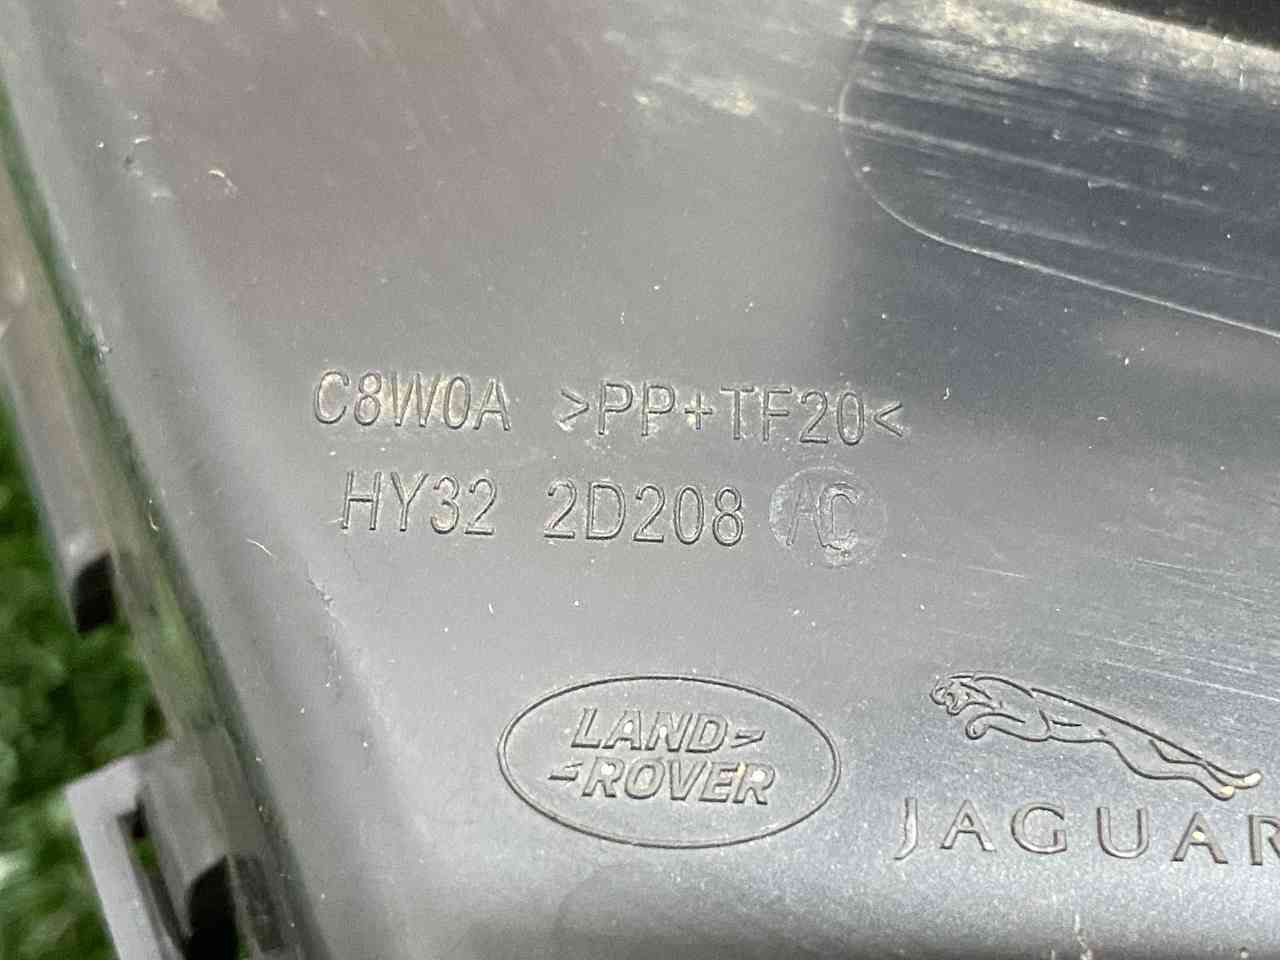 C8W0A >PP+TF20<
HY32 2D208 AC
LAND
ROVER
JAGUAR